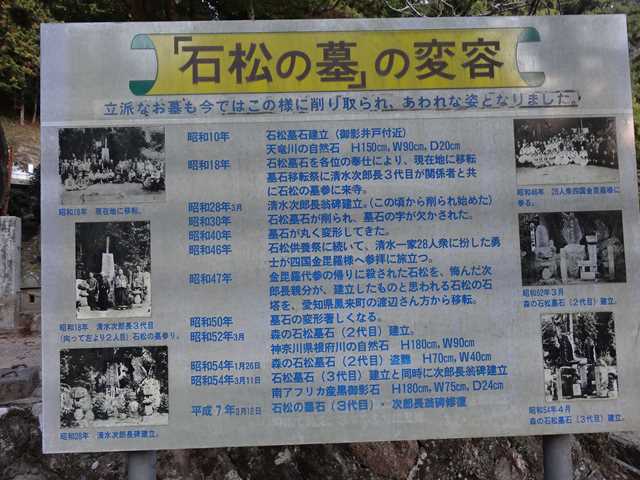 「石松の墓」の変容
立派なお墓も今ではこの様に削り取られ、あわれな姿となりました。
昭和10年 石松墓石建立（御影井戸付近）
天竜川の自然石 H150㎝，W90㎝，D20㎝
昭和18年 石松墓石を各位の奉仕により、現在地に移転
墓石移転祭に清水次郎長3代目が関係者と共
に石松の墓参に来寺。
昭和28年3月 清水次郎長翁碑建立。（この頃から削られ始めた）
昭和30年 石松墓石が削られ、墓石の字が欠かされた。
昭和40年 墓石が丸く変形してきた。
昭和46年 石松供養祭に続いて、清水一家28人衆に扮した勇
士が四国金毘羅様へ参拝に旅立つ。
昭和47年 金毘羅代参の帰りに殺された石松を、悔んだ次
郎長親分が、建立したものと思われる石松の石
塔を、愛知県鳳来町の渡辺さん方から移転。
昭和50年 墓石の変形著しくなる。
昭和52年3月 森の石松墓石（2代目）建立。
神奈川県根府川の自然石 H180㎝，W90㎝
昭和54年1月26日 森の石松墓石（2代目）盗難 H70㎝，W40㎝
昭和54年3月11日 石松墓石（3代目）建立と同時に次郎長翁碑建立
南アフリカ産黒御影石 H180㎝，W75㎝，D24㎝
平成7年3月18日 石松の墓石（3代目）・次郎長翁碑修復
昭和18年 現在地に移転。
昭和18年 清水次郎長3代目
（向って左より2人目）石松の墓参り。
昭和28年 清水次郎長碑建立。
昭和46年 28人衆四国金毘羅様に
参る。
昭和52年3月
森の石松墓石（2代目）建立。
昭和54年4月
森の石松墓石（3代目）建立。